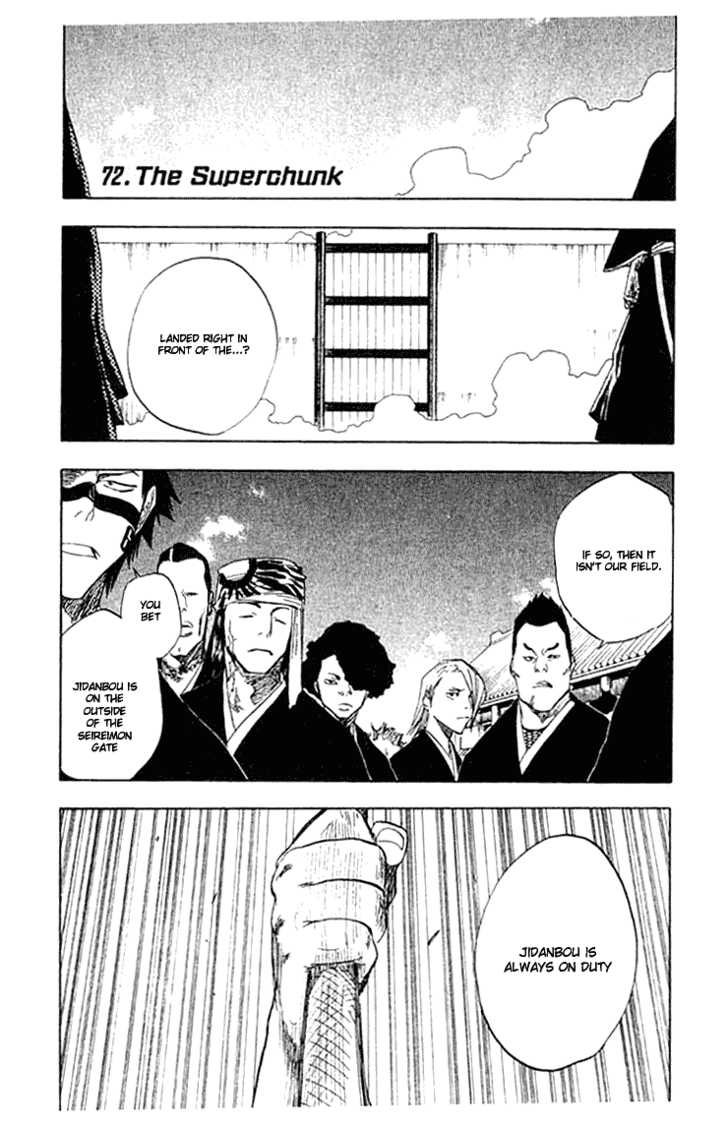 72. The Superchunk
LANDED RIGHT IN
FRONT OF THE...?
IF SO, THEN IT
ISN'T OUR FIELD.
YOU
BET
JIDANBOU IS
ON THE
OUTSIDE
OF THE
SEIREIMON
GATE
JIDANBOU IS
ALWAYS ON DUTY